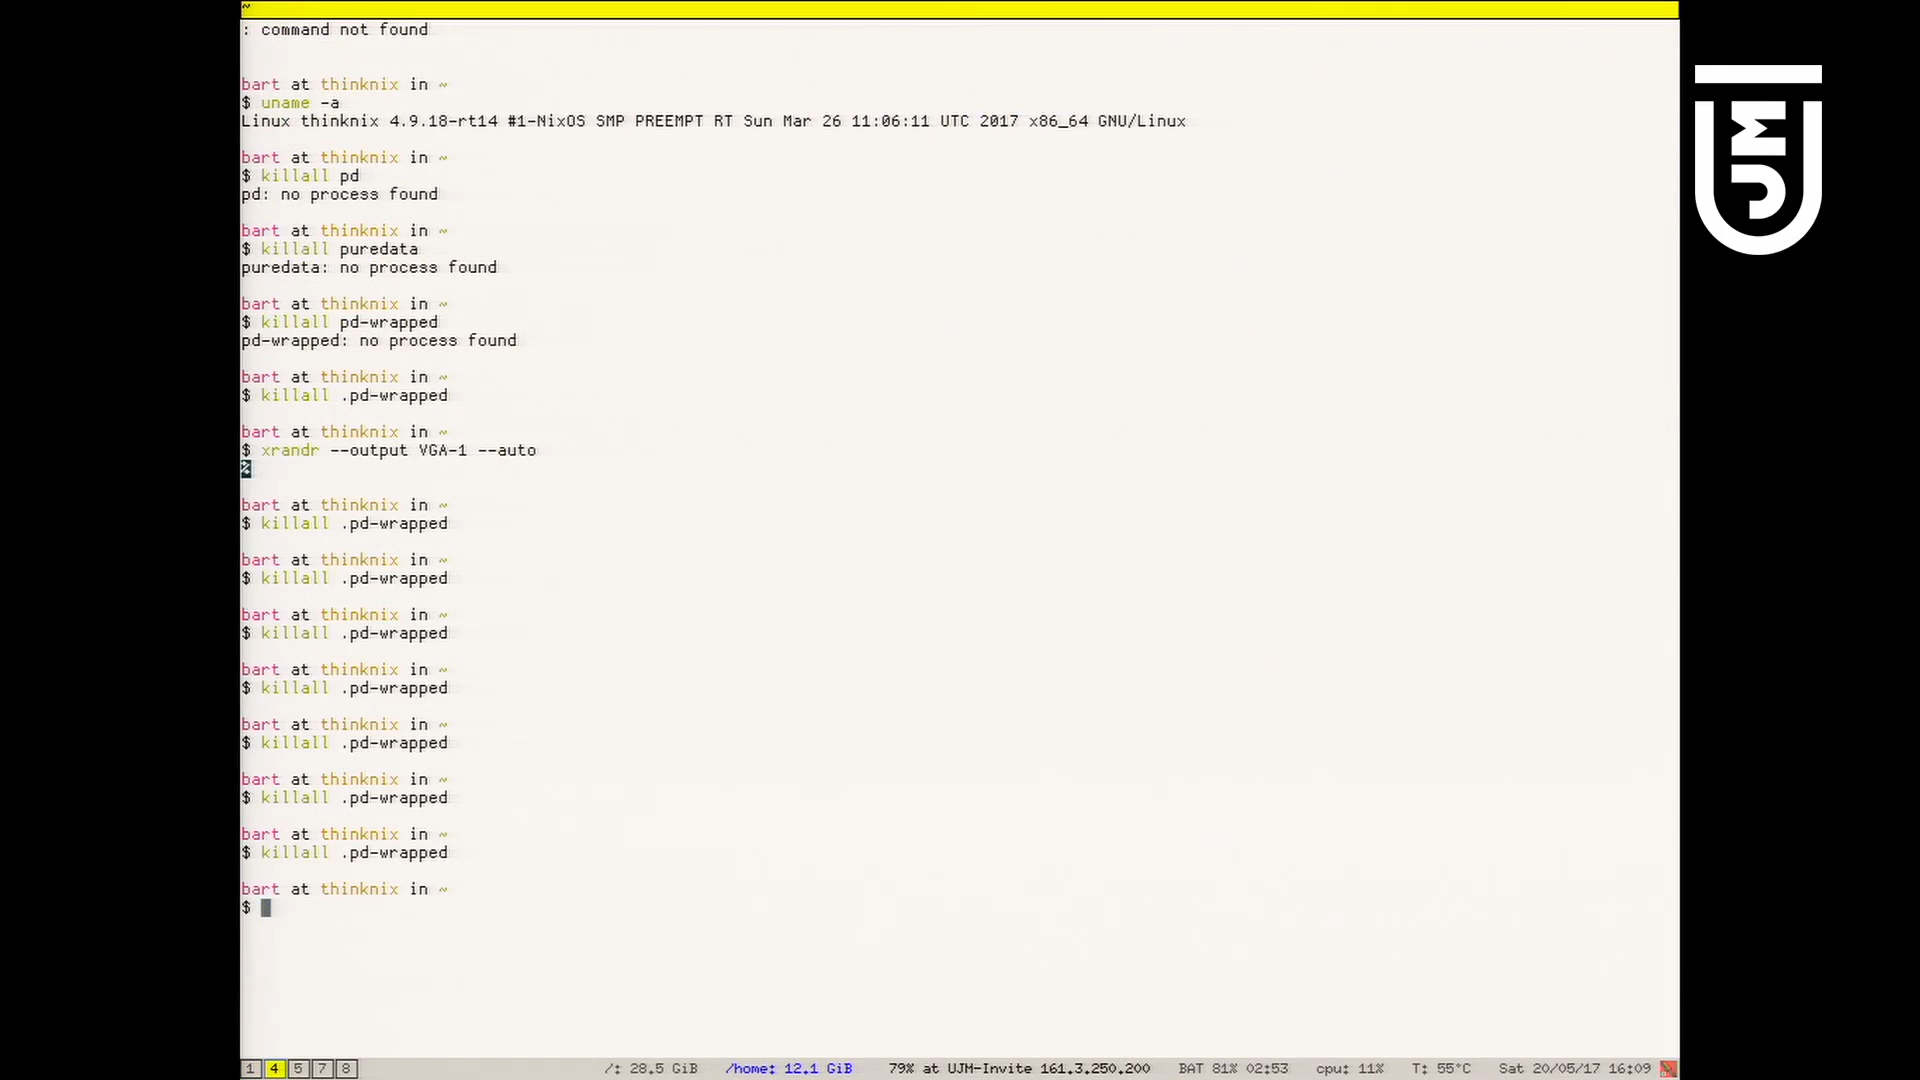 ~
: command not found
bart at thinknix in ~
$ uname -a
Linux thinknix 4.9.18-rt14 #1-NixOS SMP PREEMPT RT Sun Mar 26 11:06:11 UTC 2017 x86_64 GNU/Linux
bart at thinknix in ~
$ killall pd
pd: no process found
bart at thinknix in ~
$ killall puredata
puredata: no process found
bart at thinknix in ~
$ killall pd-wrapped
pd-wrapped: no process found
bart at thinknix in ~
$ killall .pd-wrapped
bart at thinknix in ~
$ xrandr --output VGA-1 --auto
%
bart at thinknix in ~
$ killall .pd-wrapped
bart at thinknix in ~
$ killall .pd-wrapped
bart at thinknix in ~
$ killall .pd-wrapped
bart at thinknix in ~
$ killall .pd-wrapped
bart at thinknix in ~
$ killall .pd-wrapped
bart at thinknix in ~
$ killall .pd-wrapped
bart at thinknix in ~
$ killall .pd-wrapped
bart at thinknix in ~
$
1 4 5 7 8 /: 28.5 GiB /home: 12.1 GiB 79% at UJM-Invite 161.3.250.200 BAT 81% 02:53 cpu: 11% T: 55°C Sat 20/05/17 16:09
UJM